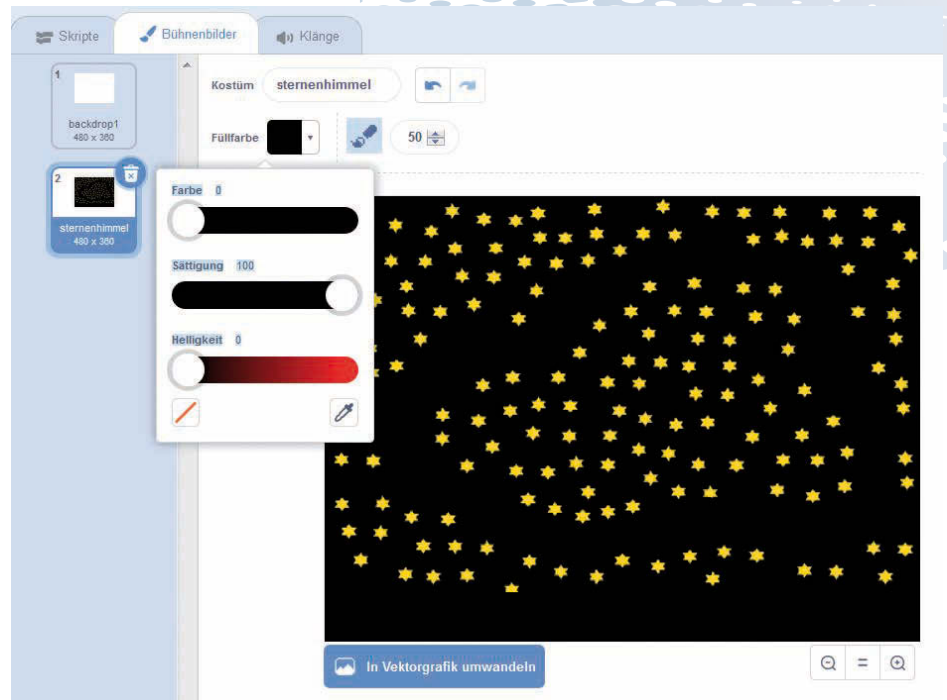 Skripte
Bühnenbilder
Klänge
1
backdrop1
480 x 360
2
sternenhimmel
480 x 360
Kostüm sternenhimmel
Füllfarbe 50
Farbe 0
Sättigung 100
Helligkeit 0
In Vektorgrafik umwandeln